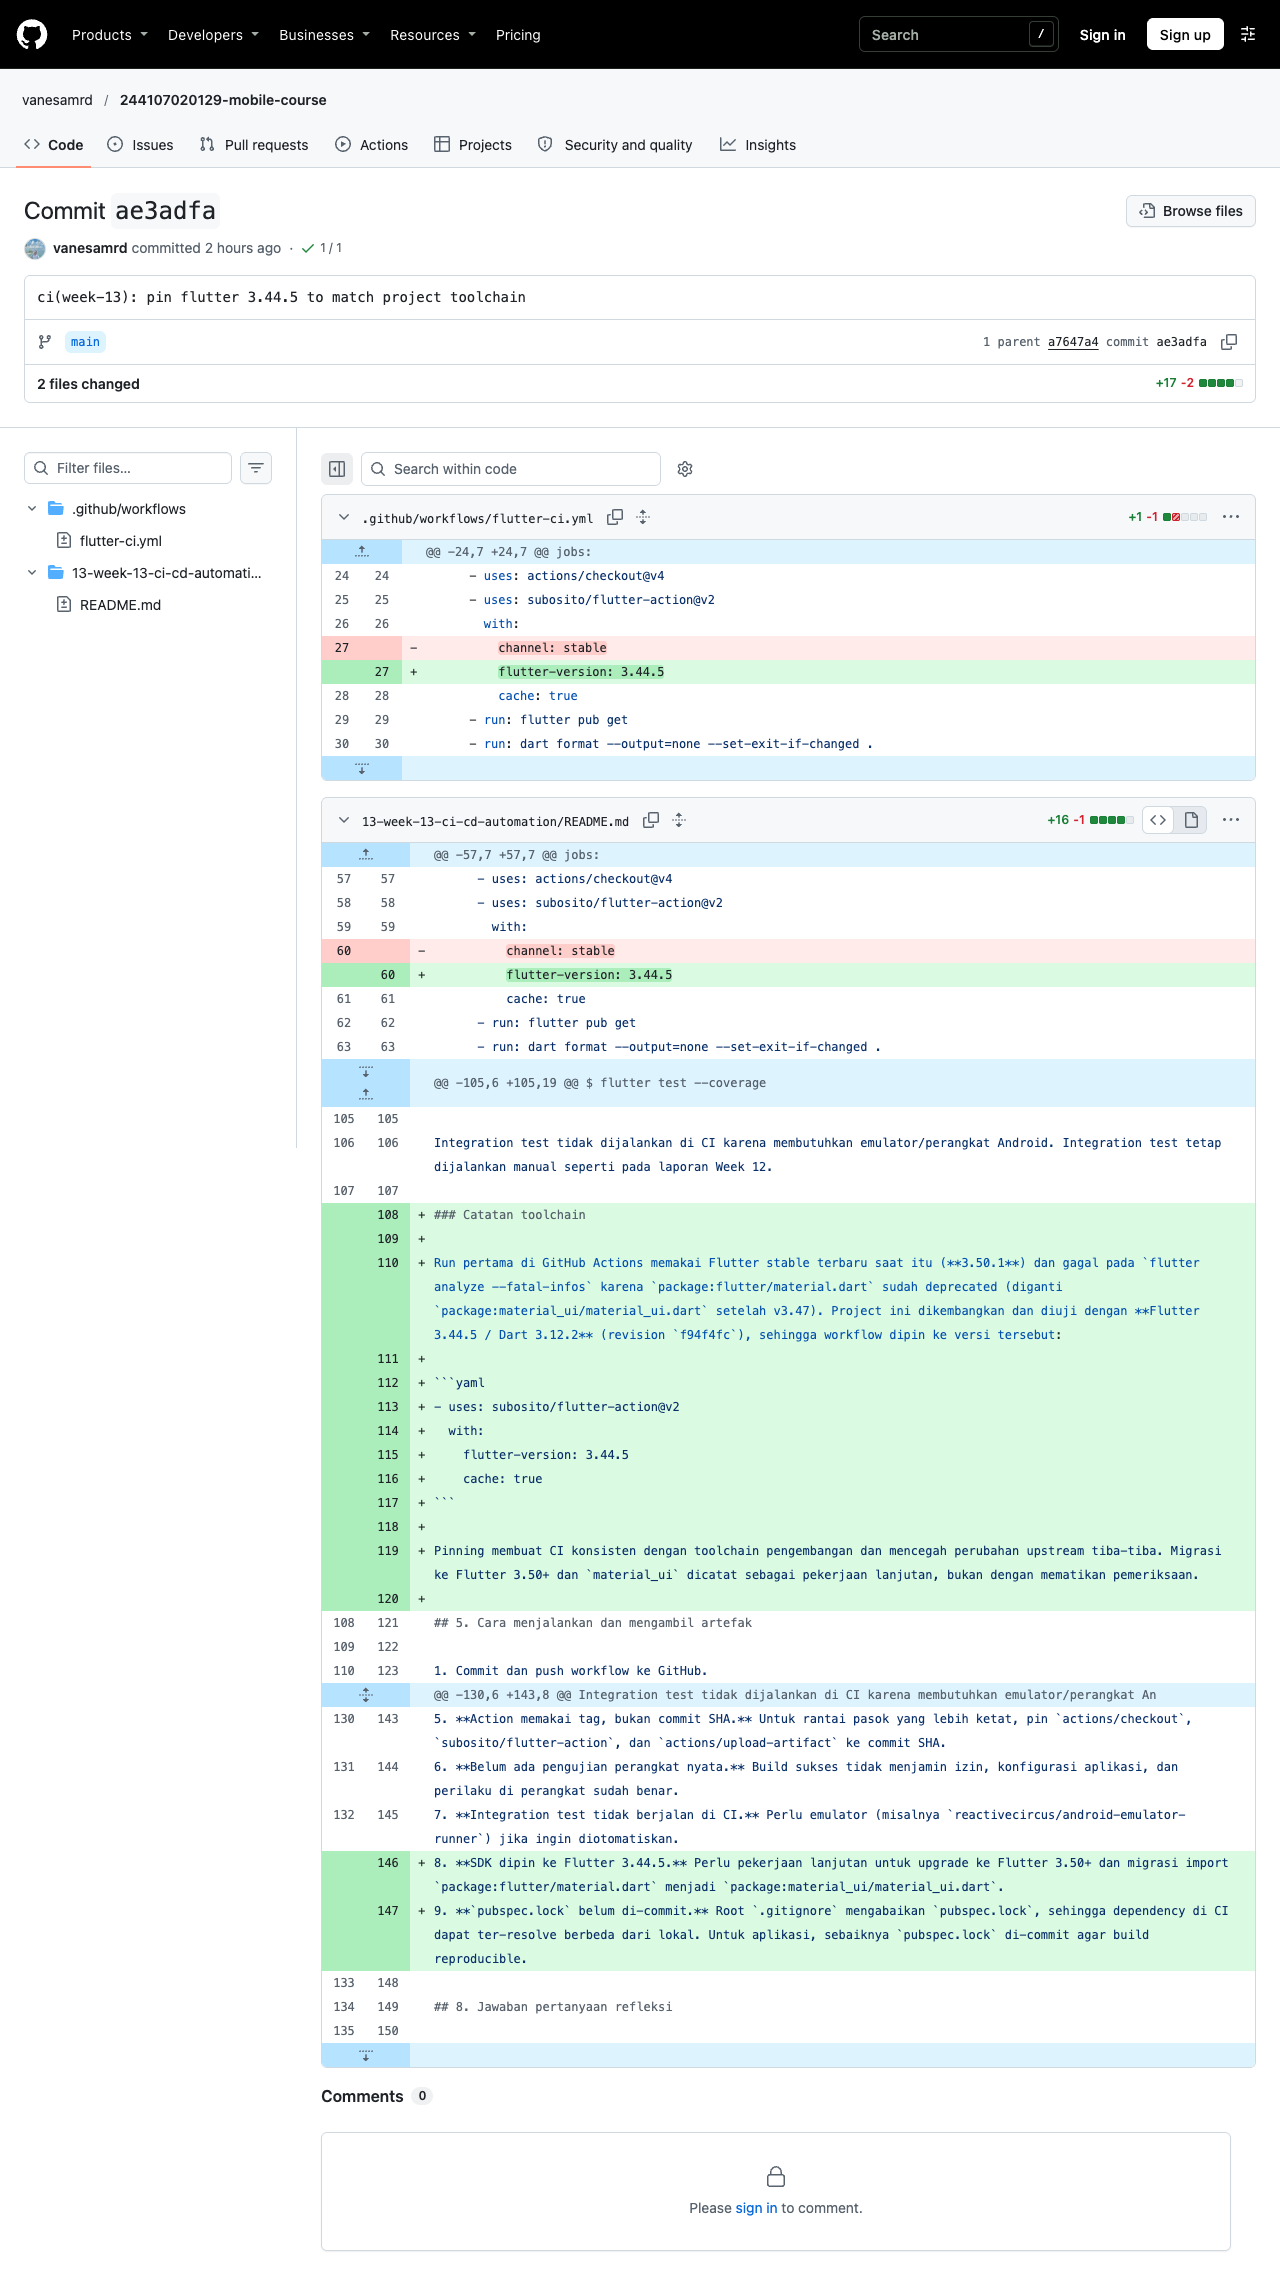 Products
Developers
Businesses
Resources
Pricing
Search
/
Sign in
Sign up
vanesamrd / 244107020129-mobile-course
Code
Issues
Pull requests
Actions
Projects
Security and quality
Insights
Commit ae3adfa
Browse files
vanesamrd committed 2 hours ago · 1 / 1
ci(week-13): pin flutter 3.44.5 to match project toolchain
main
1 parent a7647a4 commit ae3adfa
2 files changed
+17 -2
Filter files...
.github/workflows
flutter-ci.yml
13-week-13-ci-cd-automati...
README.md
Search within code
.github/workflows/flutter-ci.yml
+1 -1
@@ -24,7 +24,7 @@ jobs:
24 24 - uses: actions/checkout@v4
25 25 - uses: subosito/flutter-action@v2
26 26 with:
27 - channel: stable
27 + flutter-version: 3.44.5
28 28 cache: true
29 29 - run: flutter pub get
30 30 - run: dart format --output=none --set-exit-if-changed .
13-week-13-ci-cd-automation/README.md
+16 -1
@@ -57,7 +57,7 @@ jobs:
57 57 - uses: actions/checkout@v4
58 58 - uses: subosito/flutter-action@v2
59 59 with:
60 - channel: stable
60 + flutter-version: 3.44.5
61 61 cache: true
62 62 - run: flutter pub get
63 63 - run: dart format --output=none --set-exit-if-changed .
@@ -105,6 +105,19 @@ $ flutter test --coverage
105 105
106 106 Integration test tidak dijalankan di CI karena membutuhkan emulator/perangkat Android. Integration test tetap
dijalankan manual seperti pada laporan Week 12.
107 107
108 + ### Catatan toolchain
109 +
110 + Run pertama di GitHub Actions memakai Flutter stable terbaru saat itu (**3.50.1**) dan gagal pada `flutter
analyze --fatal-infos` karena `package:flutter/material.dart` sudah deprecated (diganti
`package:material_ui/material_ui.dart` setelah v3.47). Project ini dikembangkan dan diuji dengan **Flutter
3.44.5 / Dart 3.12.2** (revision `f94f4fc`), sehingga workflow dipin ke versi tersebut:
111 +
112 + ```yaml
113 + - uses: subosito/flutter-action@v2
114 + with:
115 + flutter-version: 3.44.5
116 + cache: true
117 + ```
118 +
119 + Pinning membuat CI konsisten dengan toolchain pengembangan dan mencegah perubahan upstream tiba-tiba. Migrasi
ke Flutter 3.50+ dan `material_ui` dicatat sebagai pekerjaan lanjutan, bukan dengan mematikan pemeriksaan.
120 +
108 121 ## 5. Cara menjalankan dan mengambil artefak
109 122
110 123 1. Commit dan push workflow ke GitHub.
@@ -130,6 +143,8 @@ Integration test tidak dijalankan di CI karena membutuhkan emulator/perangkat An
130 143 5. **Action memakai tag, bukan commit SHA.** Untuk rantai pasok yang lebih ketat, pin `actions/checkout`,
`subosito/flutter-action`, dan `actions/upload-artifact` ke commit SHA.
131 144 6. **Belum ada pengujian perangkat nyata.** Build sukses tidak menjamin izin, konfigurasi aplikasi, dan
perilaku di perangkat sudah benar.
132 145 7. **Integration test tidak berjalan di CI.** Perlu emulator (misalnya `reactivecircus/android-emulator-
runner`) jika ingin diotomatiskan.
146 + 8. **SDK dipin ke Flutter 3.44.5.** Perlu pekerjaan lanjutan untuk upgrade ke Flutter 3.50+ dan migrasi import
`package:flutter/material.dart` menjadi `package:material_ui/material_ui.dart`.
147 + 9. **`pubspec.lock` belum di-commit.** Root `.gitignore` mengabaikan `pubspec.lock`, sehingga dependency di CI
dapat ter-resolve berbeda dari lokal. Untuk aplikasi, sebaiknya `pubspec.lock` di-commit agar build
reproducible.
133 148
134 149 ## 8. Jawaban pertanyaan refleksi
135 150
Comments 0
Please sign in to comment.